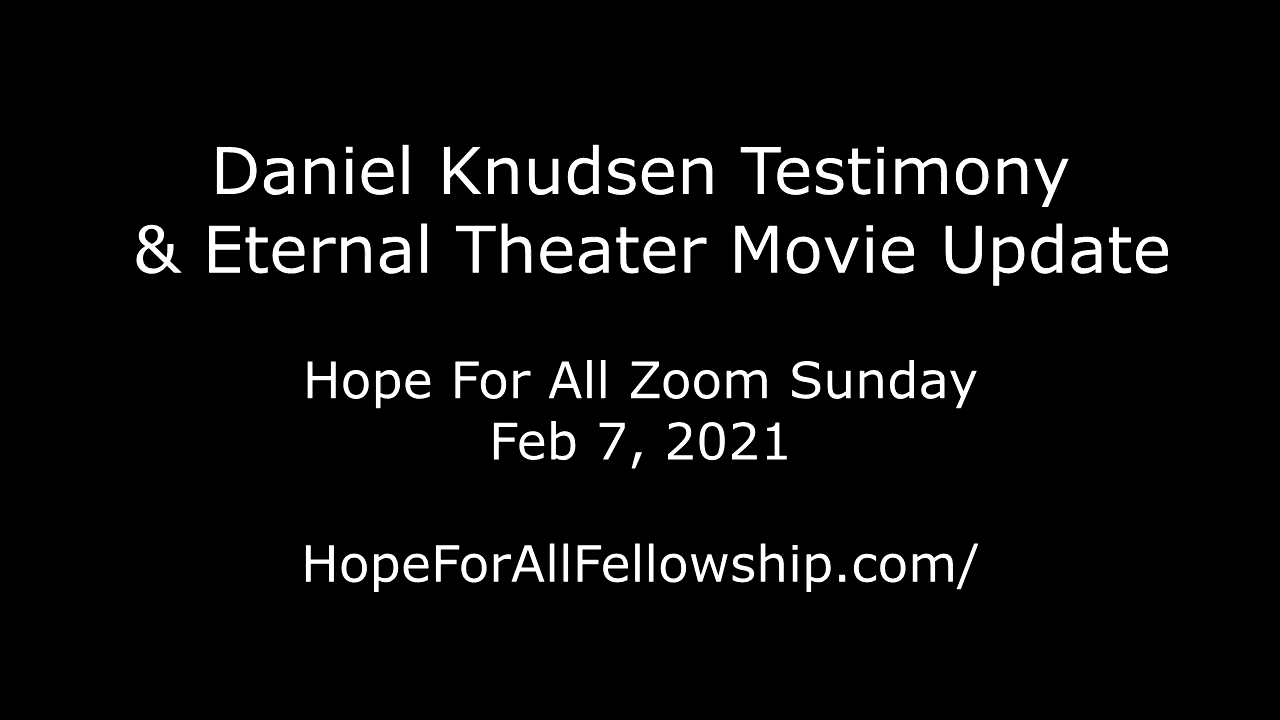 Daniel Knudsen Testimony
& Eternal Theater Movie Update
Hope For All Zoom Sunday
Feb 7, 2021
HopeForAllFellowship.com/